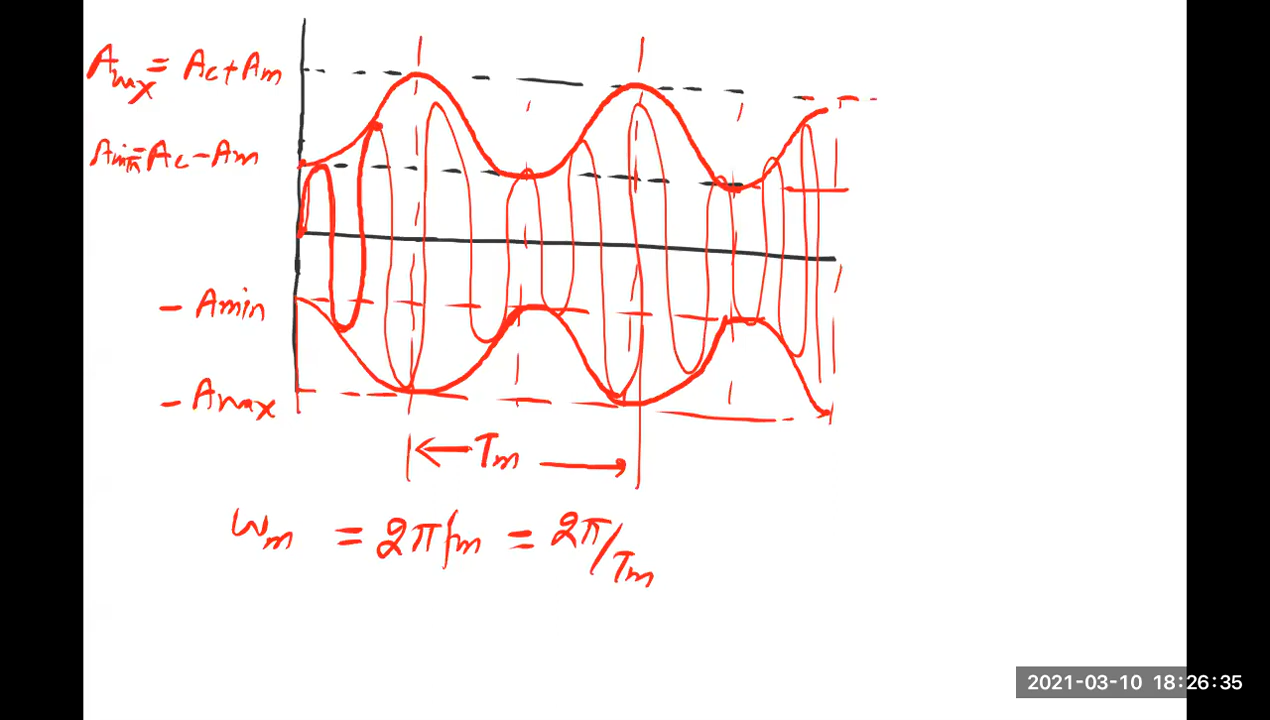 Amax = Ac + Am
Amin = Ac - Am
- Amin
- Amax
Tm
ωm = 2πfm = 2π/Tm
2021-03-10 18:26:35